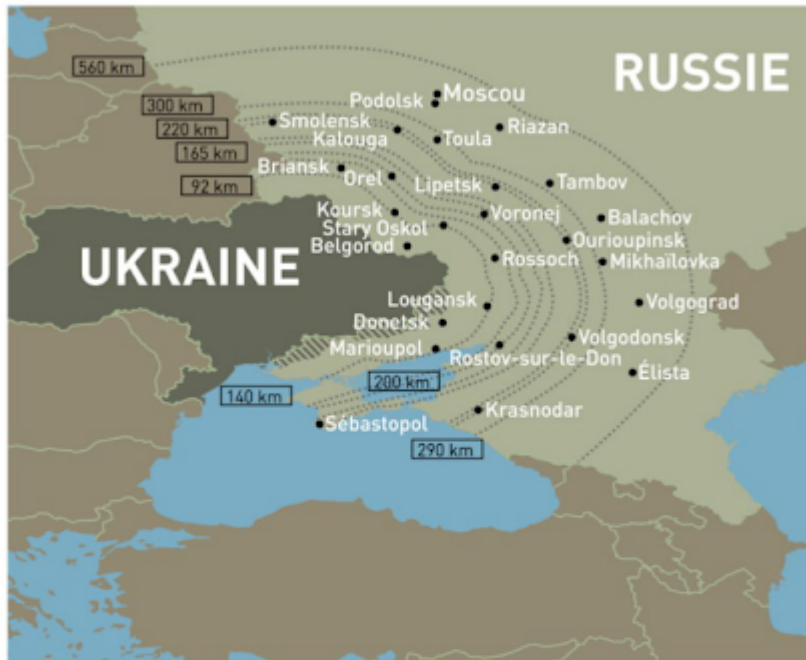 560 km
RUSSIE
300 km
Moscou
Podolsk
220 km
Smolensk
Kalouga
Toula
Riazan
165 km
Briansk
Orel
Lipetsk
Tambov
92 km
Koursk
Voronej
Balachov
Stary Oskol
Ourioupinsk
Belgorod
UKRAINE
Rossoch
Mikhaïlovka
Lougansk
Volgograd
Donetsk
Marioupol
Volgodonsk
Rostov-sur-le-Don
Élista
200 km
140 km
Krasnodar
Sébastopol
290 km